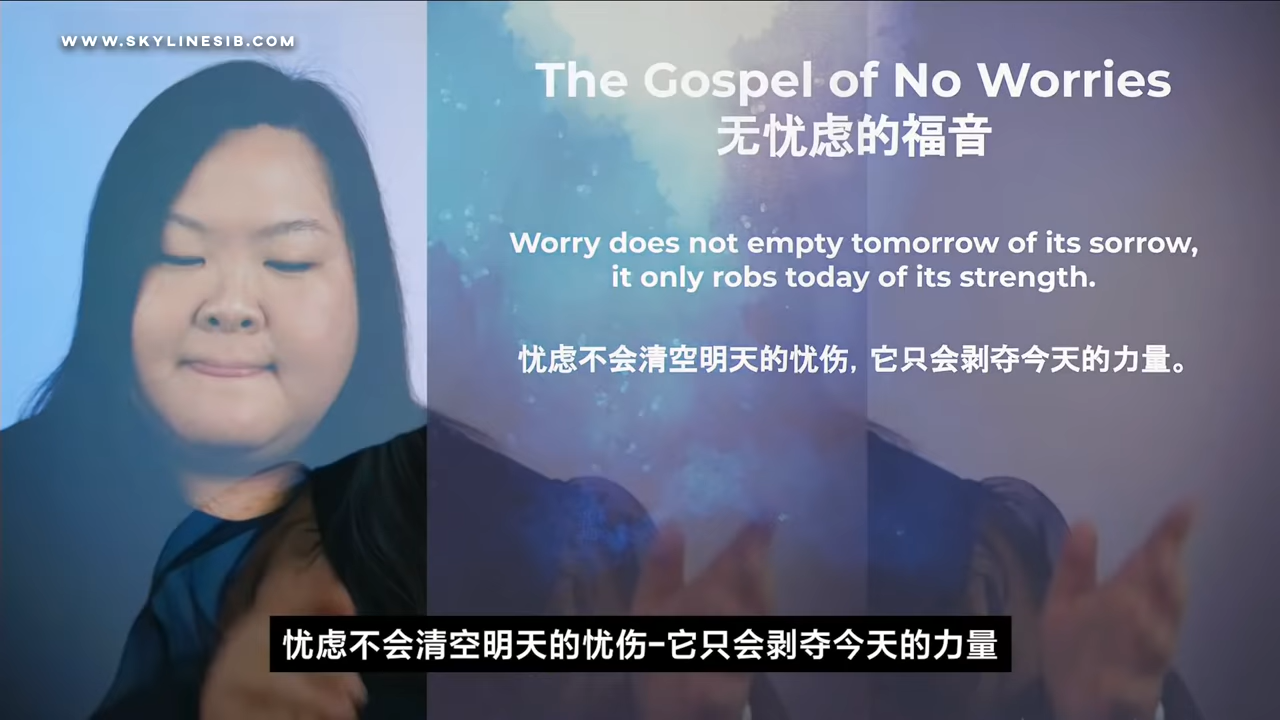 WWW.SKYLINESIB.COM
The Gospel of No Worries
无忧虑的福音
Worry does not empty tomorrow of its sorrow,
it only robs today of its strength.
忧虑不会清空明天的忧伤, 它只会剥夺今天的力量。
忧虑不会清空明天的忧伤-它只会剥夺今天的力量